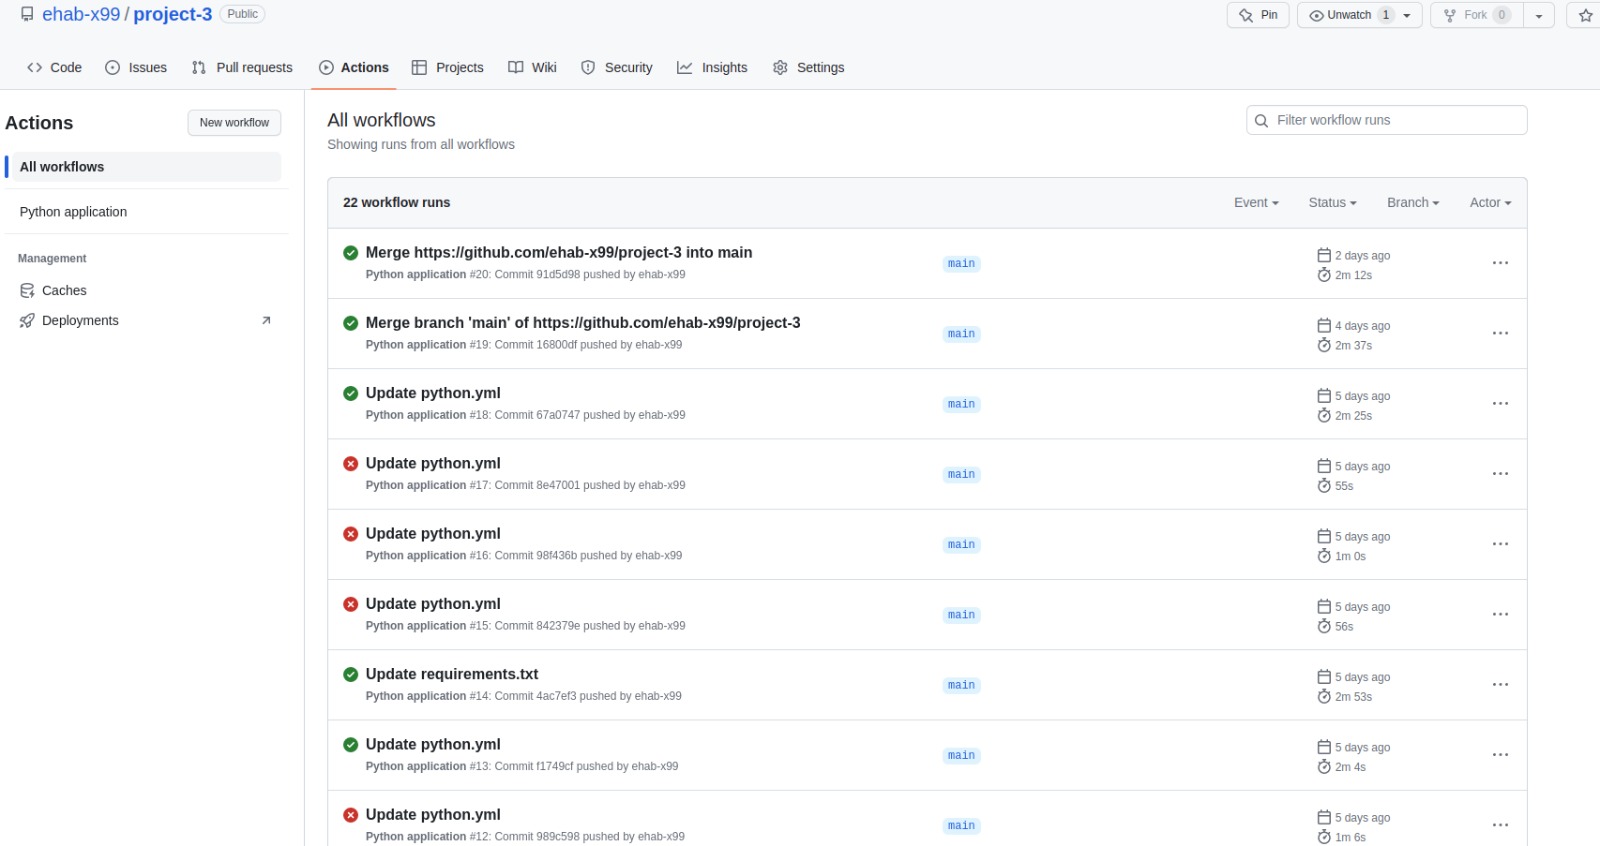 ehab-x99 / project-3 Public
Pin Unwatch 1 Fork 0
Code Issues Pull requests Actions Projects Wiki Security Insights Settings
Actions New workflow
All workflows
Python application
Management
Caches
Deployments
All workflows
Showing runs from all workflows
Filter workflow runs
22 workflow runs Event Status Branch Actor
Merge https://github.com/ehab-x99/project-3 into main
Python application #20: Commit 91d5d98 pushed by ehab-x99
main
2 days ago
2m 12s
Merge branch 'main' of https://github.com/ehab-x99/project-3
Python application #19: Commit 16800df pushed by ehab-x99
main
4 days ago
2m 37s
Update python.yml
Python application #18: Commit 67a0747 pushed by ehab-x99
main
5 days ago
2m 25s
Update python.yml
Python application #17: Commit 8e47001 pushed by ehab-x99
main
5 days ago
55s
Update python.yml
Python application #16: Commit 98f436b pushed by ehab-x99
main
5 days ago
1m 0s
Update python.yml
Python application #15: Commit 842379e pushed by ehab-x99
main
5 days ago
56s
Update requirements.txt
Python application #14: Commit 4ac7ef3 pushed by ehab-x99
main
5 days ago
2m 53s
Update python.yml
Python application #13: Commit f1749cf pushed by ehab-x99
main
5 days ago
2m 4s
Update python.yml
Python application #12: Commit 989c598 pushed by ehab-x99
main
5 days ago
1m 6s